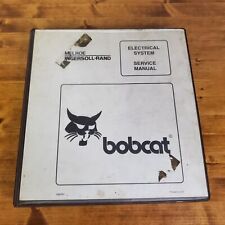 MELROE
INGERSOLL-RAND
ELECTRICAL
SYSTEM
SERVICE
MANUAL
bobcat®